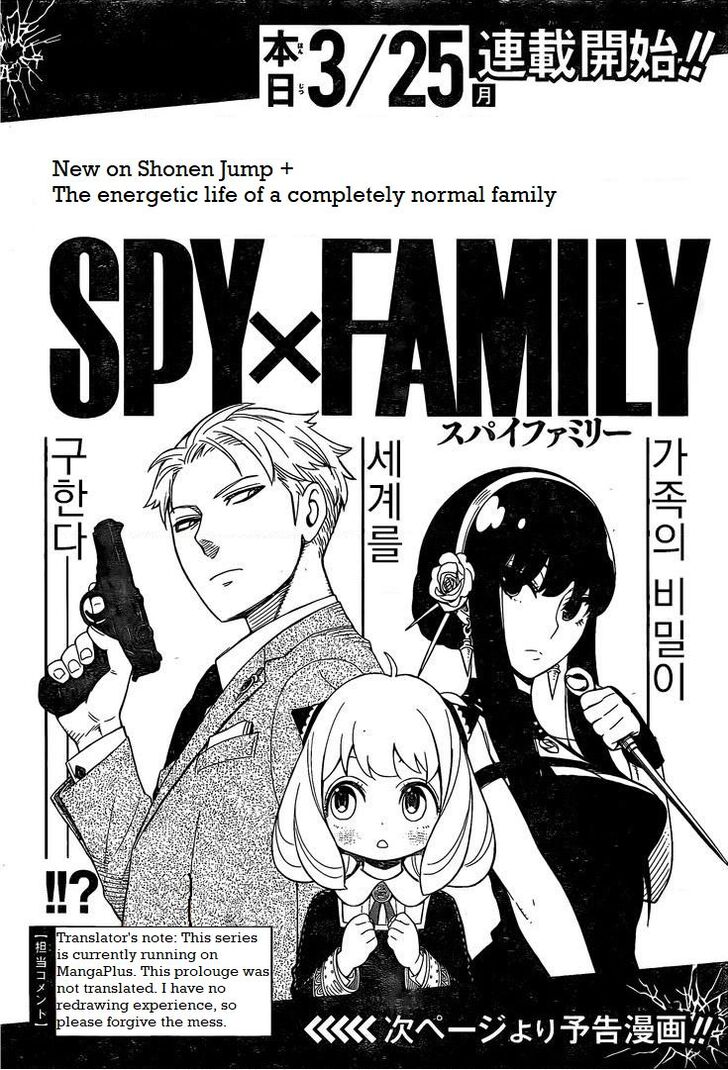 本日3/25月 連載開始!!
ほん じつ
New on Shonen Jump +
The energetic life of a completely normal family
SPY×FAMILY
スパイファミリー
가족의 비밀이
세계를
구한다
!!?
【担当コメント】
Translator's note: This series
is currently running on
MangaPlus. This prolouge was
not translated. I have no
redrawing experience, so
please forgive the mess.
次ページより予告漫画!!